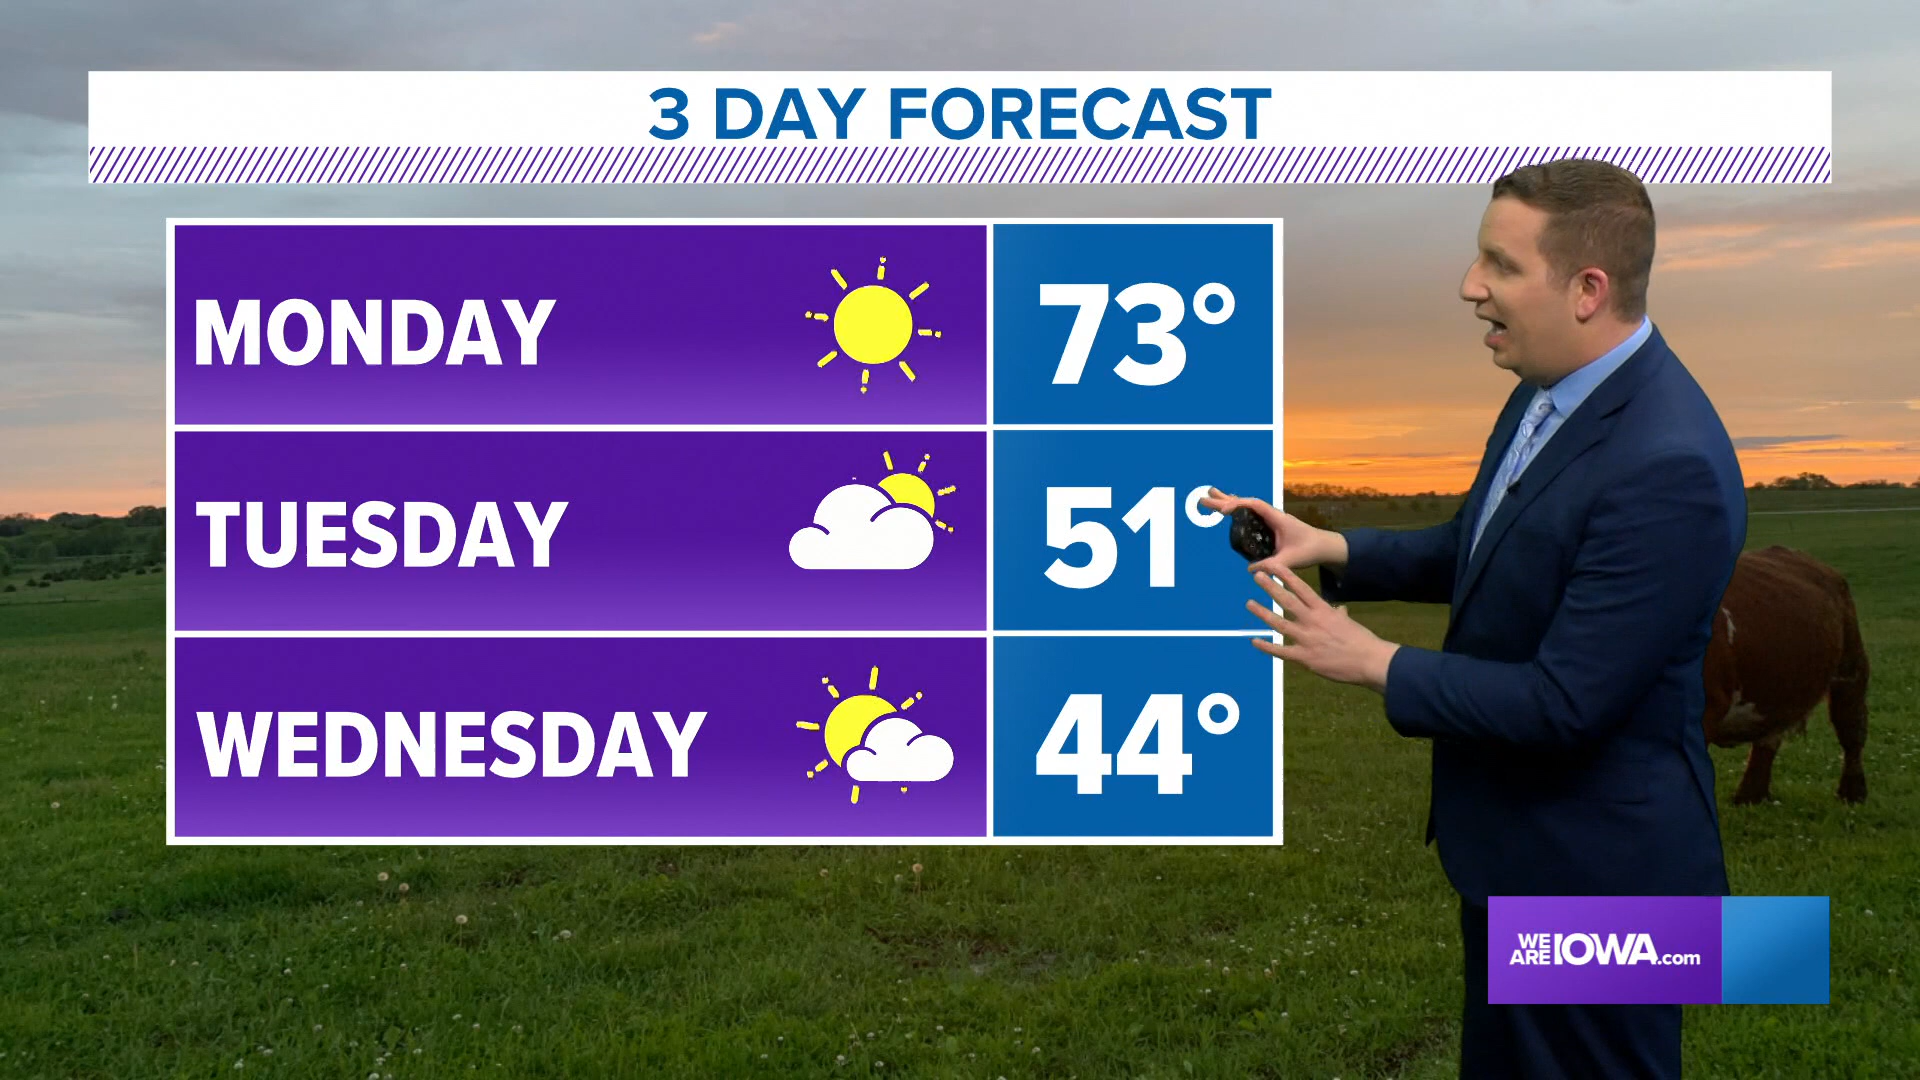 3 DAY FORECAST
MONDAY 73°
TUESDAY 51°
WEDNESDAY 44°
WE ARE IOWA.com